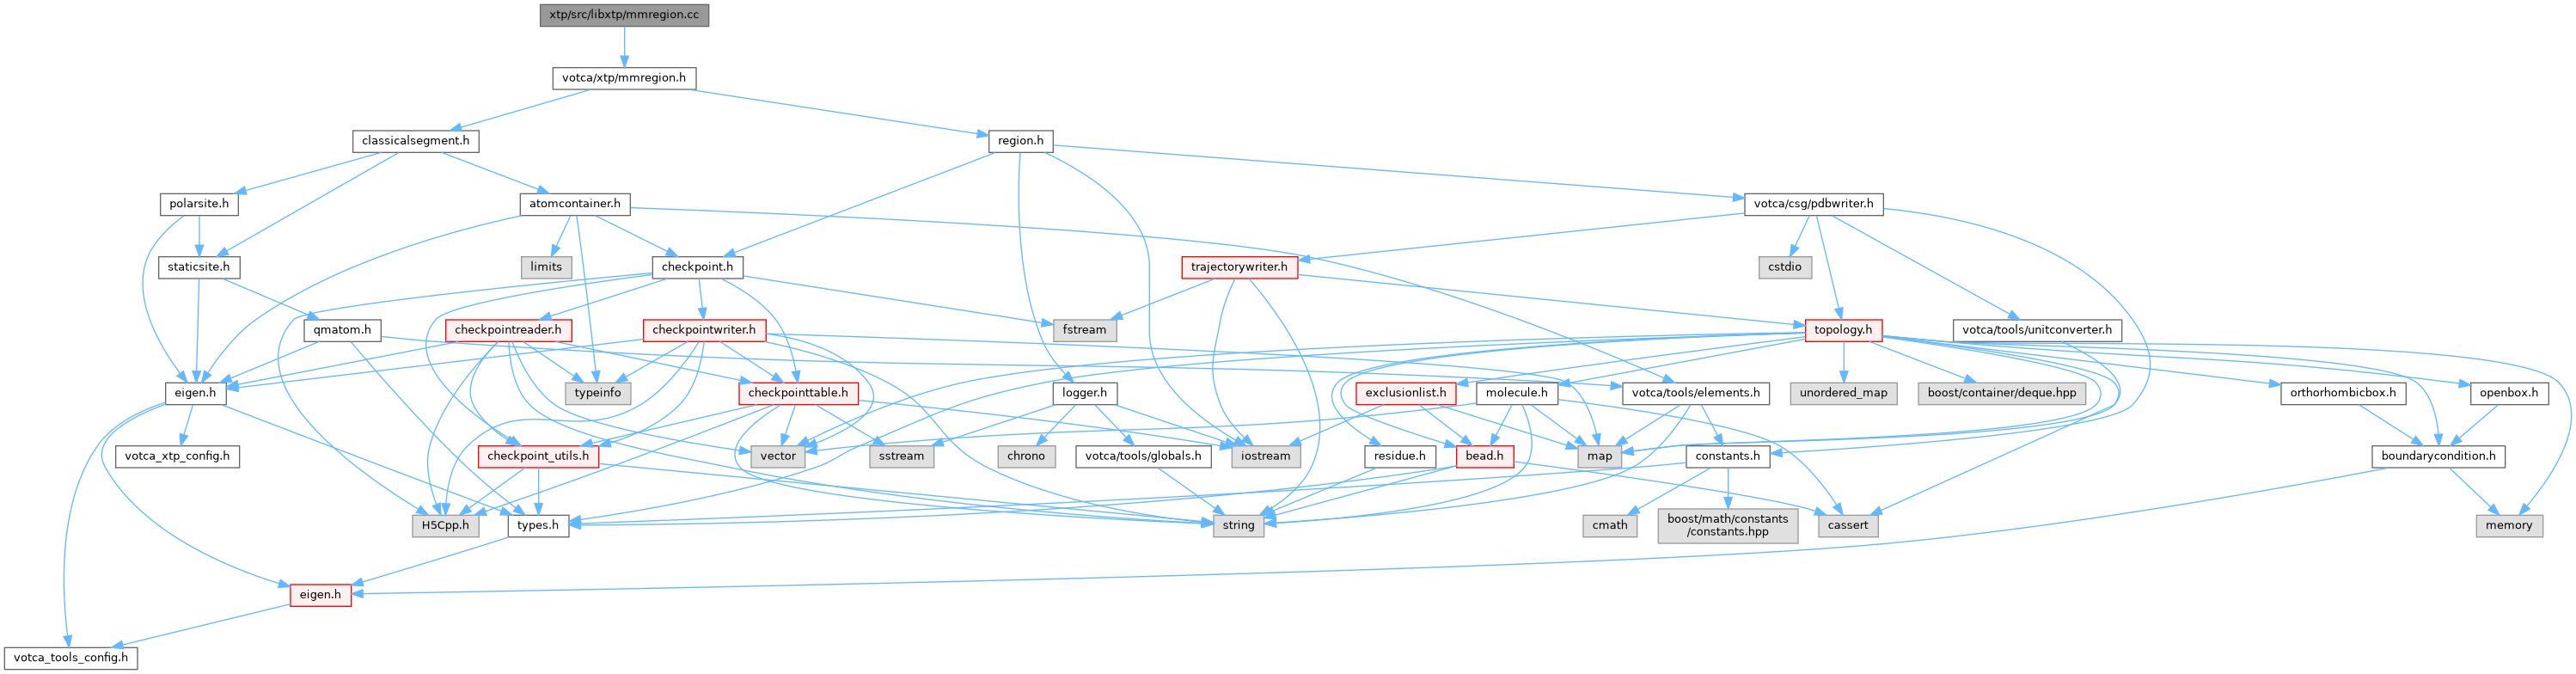 xtp/src/libxtp/mmregion.cc
votca/xtp/mmregion.h
classicalsegment.h
region.h
polarsite.h
atomcontainer.h
votca/csg/pdbwriter.h
staticsite.h
limits
checkpoint.h
trajectorywriter.h
cstdio
qmatom.h
checkpointreader.h
checkpointwriter.h
fstream
topology.h
votca/tools/unitconverter.h
eigen.h
typeinfo
checkpointtable.h
logger.h
exclusionlist.h
molecule.h
votca/tools/elements.h
unordered_map
boost/container/deque.hpp
orthorhombicbox.h
openbox.h
votca_xtp_config.h
checkpoint_utils.h
vector
sstream
chrono
votca/tools/globals.h
iostream
residue.h
bead.h
map
constants.h
boundarycondition.h
H5Cpp.h
types.h
string
cmath
boost/math/constants
/constants.hpp
cassert
memory
eigen.h
votca_tools_config.h